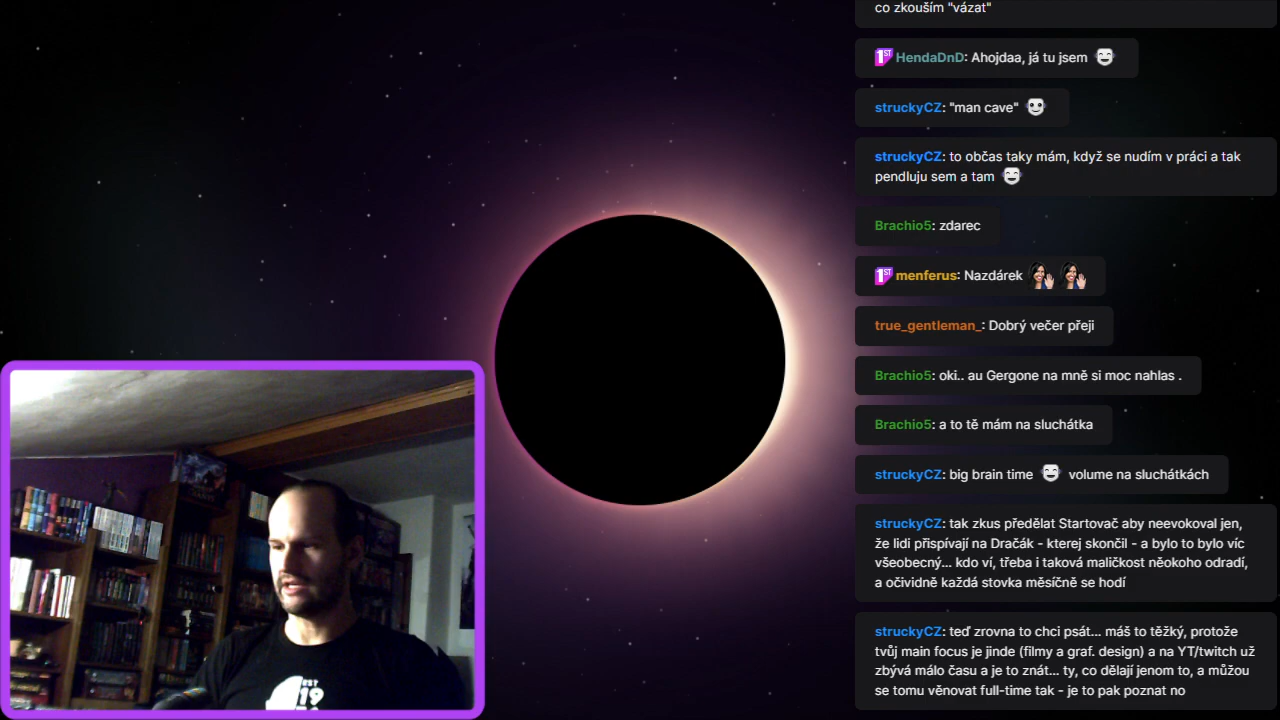 co zkouším "vázat"
1ST HendaDnD: Ahojdaa, já tu jsem
struckyCZ: "man cave"
struckyCZ: to občas taky mám, když se nudím v práci a tak
pendluju sem a tam
Brachio5: zdarec
1ST menferus: Nazdárek
true_gentleman_: Dobrý večer přeji
Brachio5: oki.. au Gergone na mně si moc nahlas .
Brachio5: a to tě mám na sluchátka
struckyCZ: big brain time volume na sluchátkách
struckyCZ: tak zkus předělat Startovač aby neevokoval jen,
že lidi přispívají na Dračák - kterej skončil - a bylo to bylo víc
všeobecný... kdo ví, třeba i taková maličkost něokoho odradí,
a očividně každá stovka měsíčně se hodí
struckyCZ: teď zrovna to chci psát... máš to těžký, protože
tvůj main focus je jinde (filmy a graf. design) a na YT/twitch už
zbývá málo času a je to znát... ty, co dělají jenom to, a můžou
se tomu věnovat full-time tak - je to pak poznat no
EST
19